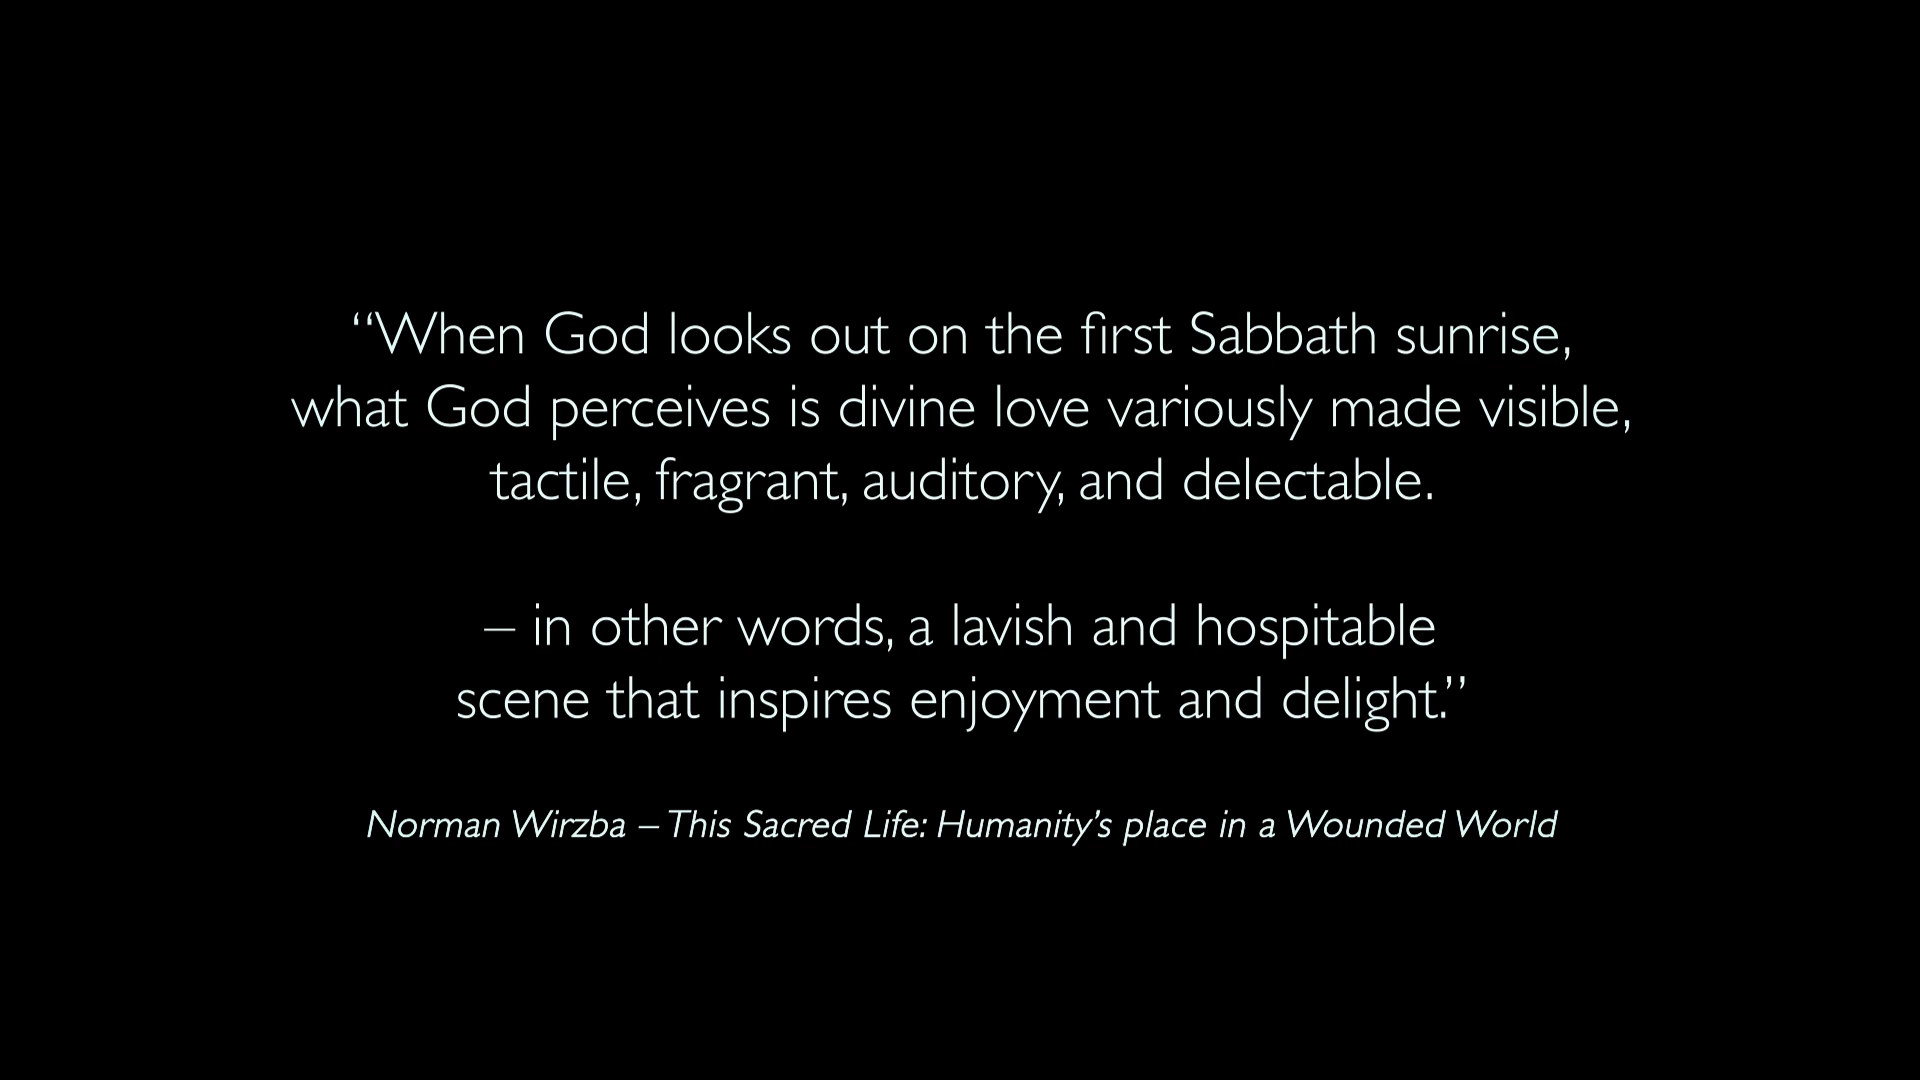 “When God looks out on the first Sabbath sunrise,
what God perceives is divine love variously made visible,
tactile, fragrant, auditory, and delectable.
– in other words, a lavish and hospitable
scene that inspires enjoyment and delight.”
Norman Wirzba – This Sacred Life: Humanity’s place in a Wounded World